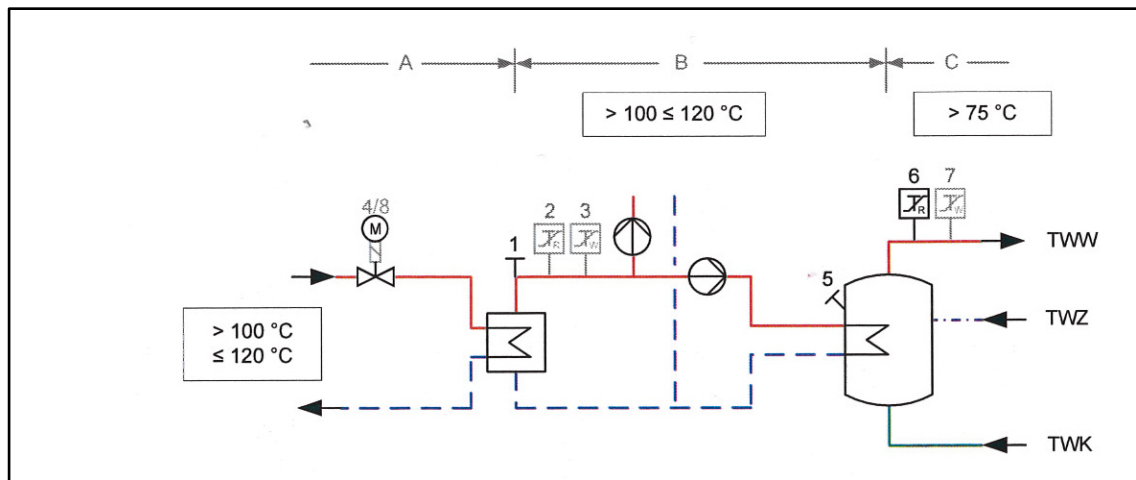 A B C
> 100 ≤ 120 °C
> 75 °C
6 7
4/8
M
2 3
R W
1
R W
TWW
5
> 100 °C
≤ 120 °C
TWZ
TWK